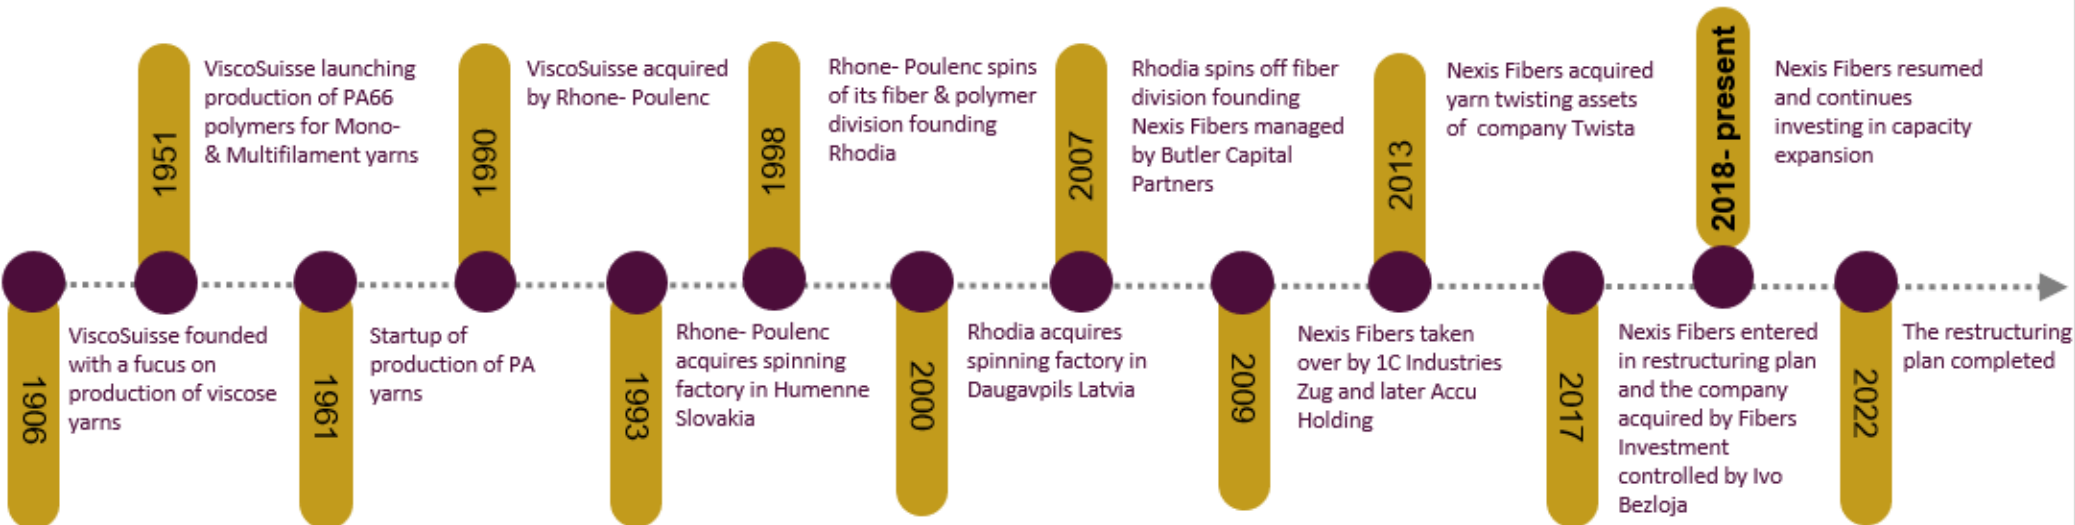 1906
ViscoSuisse founded
with a fucus on
production of viscose
yarns
1951
ViscoSuisse launching
production of PA66
polymers for Mono-
& Multifilament yarns
1961
Startup of
production of PA
yarns
1990
ViscoSuisse acquired
by Rhone- Poulenc
1993
Rhone- Poulenc
acquires spinning
factory in Humenne
Slovakia
1998
Rhone- Poulenc spins
of its fiber & polymer
division founding
Rhodia
2000
Rhodia acquires
spinning factory in
Daugavpils Latvia
2007
Rhodia spins off fiber
division founding
Nexis Fibers managed
by Butler Capital
Partners
2009
Nexis Fibers taken
over by 1C Industries
Zug and later Accu
Holding
2013
Nexis Fibers acquired
yarn twisting assets
of company Twista
2017
Nexis Fibers entered
in restructuring plan
and the company
acquired by Fibers
Investment
controlled by Ivo
Bezloja
2018- present
Nexis Fibers resumed
and continues
investing in capacity
expansion
2022
The restructuring
plan completed